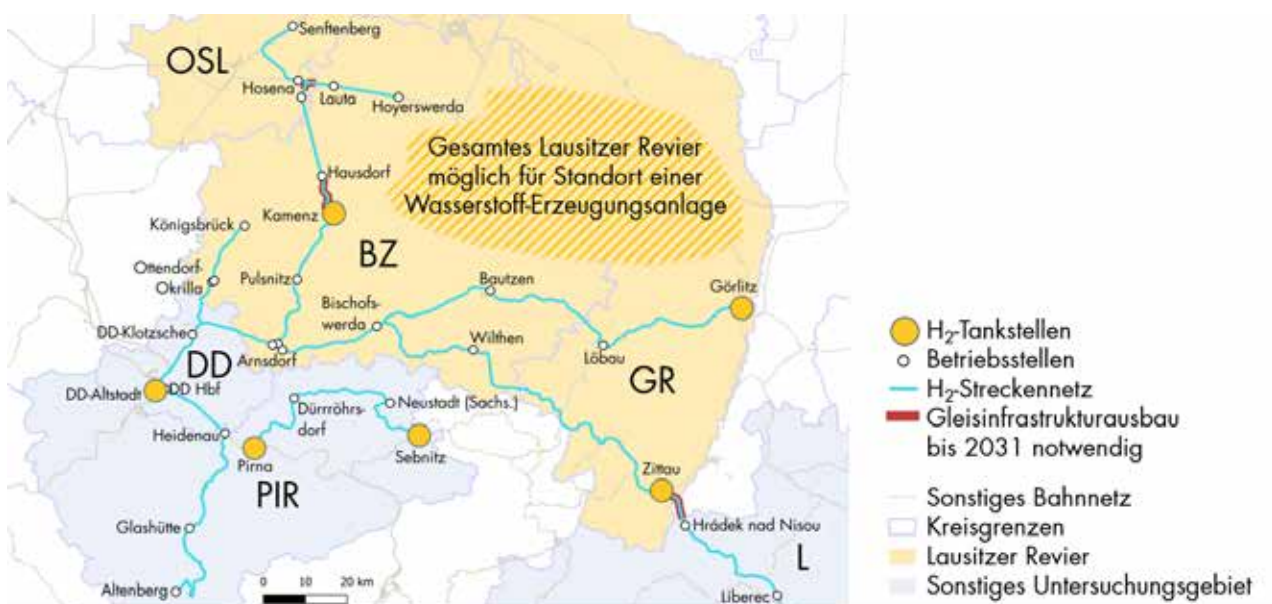 Senftenberg
OSL
Hosena
Lauta
Hoyerswerda
Gesamtes Lausitzer Revier
möglich für Standort einer
Wasserstoff-Erzeugungsanlage
Hausdorf
Kamenz
Königsbrück
BZ
Ottendorf-
Okrilla
Pulsnitz
Bischofs-
werda
Bautzen
Görlitz
DD-Klotzsche
Arnsdorf
Wilthen
Löbau
DD
GR
DD-Altstadt
DD Hbf
Dürrröhrs-
dorf
Neustadt (Sachs.)
Heidenau
Pirna
Sebnitz
Zittau
PIR
Glashütte
Hrádek nad Nisou
L
Altenberg
0 10 20 km
Liberec
H₂-Tankstellen
Betriebsstellen
H₂-Streckennetz
Gleisinfrastrukturausbau
bis 2031 notwendig
Sonstiges Bahnnetz
Kreisgrenzen
Lausitzer Revier
Sonstiges Untersuchungsgebiet